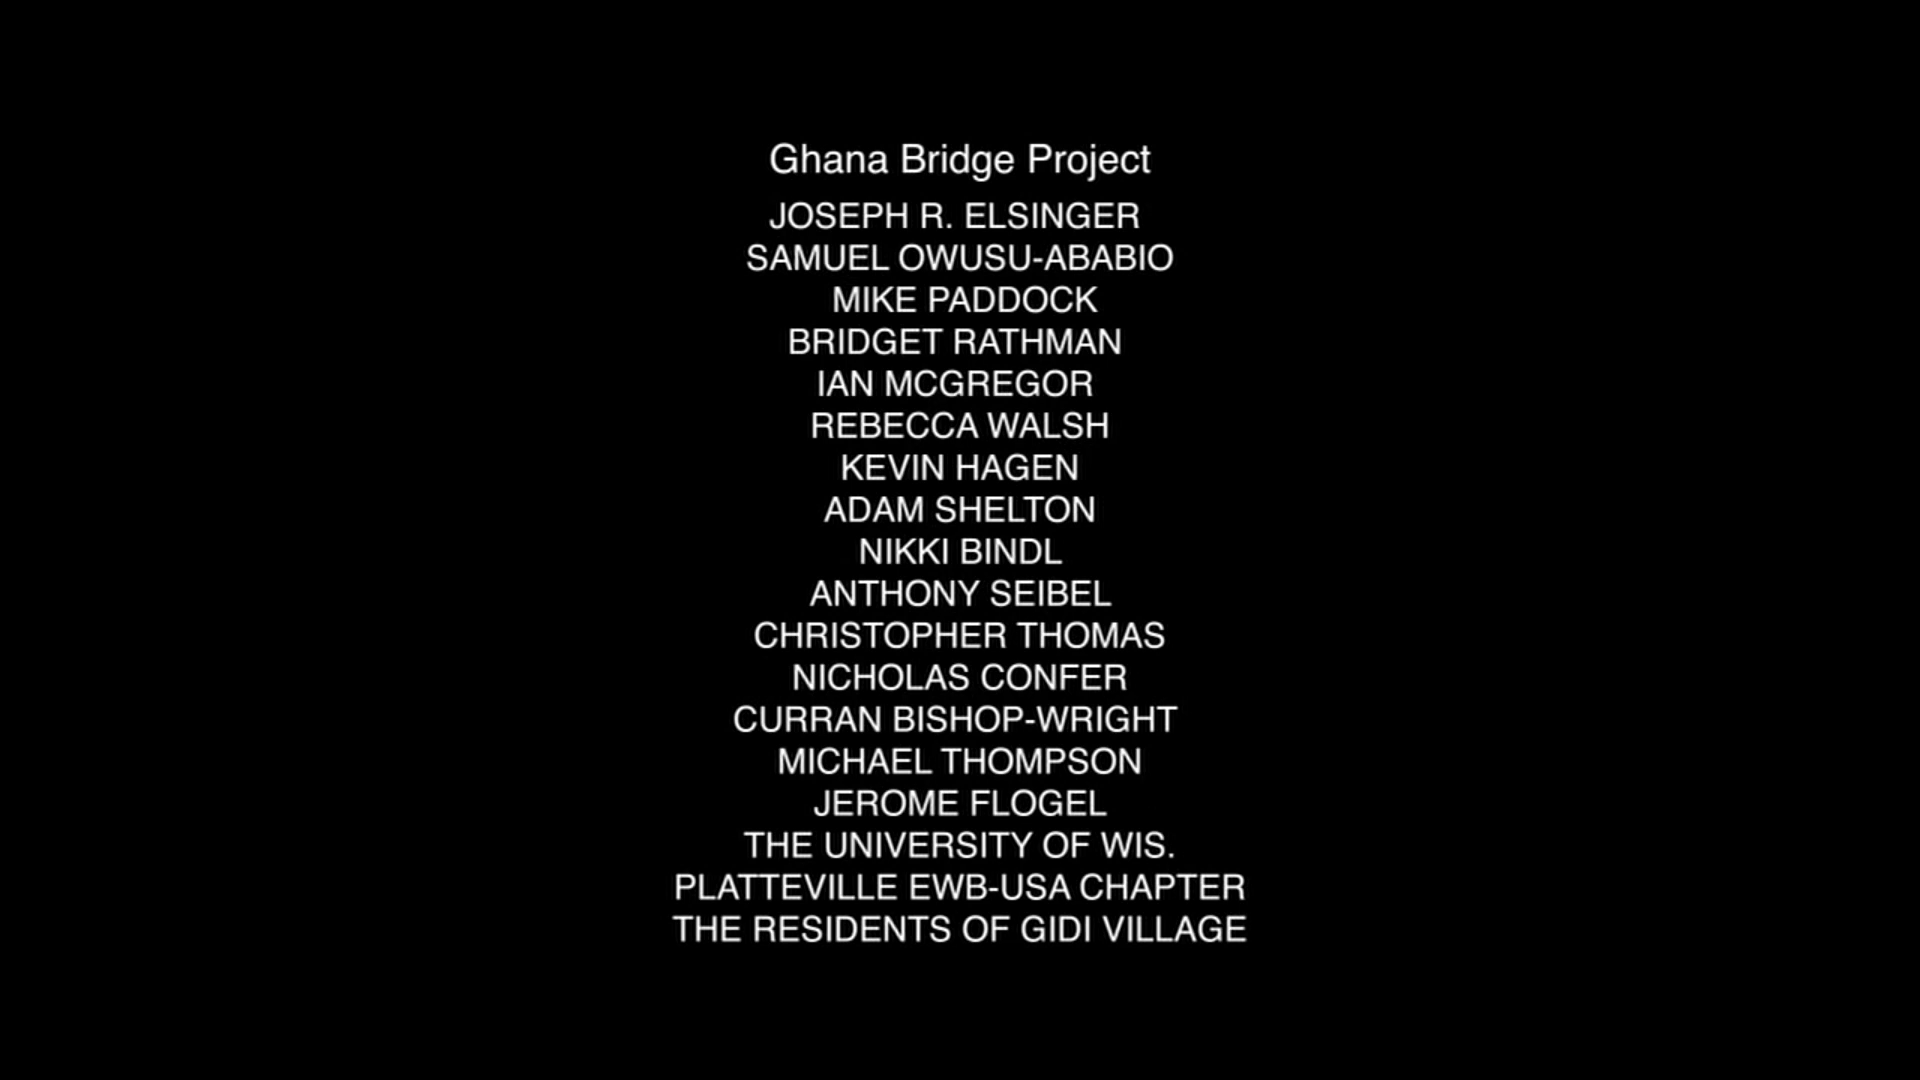 Ghana Bridge Project
JOSEPH R. ELSINGER
SAMUEL OWUSU-ABABIO
MIKE PADDOCK
BRIDGET RATHMAN
IAN MCGREGOR
REBECCA WALSH
KEVIN HAGEN
ADAM SHELTON
NIKKI BINDL
ANTHONY SEIBEL
CHRISTOPHER THOMAS
NICHOLAS CONFER
CURRAN BISHOP-WRIGHT
MICHAEL THOMPSON
JEROME FLOGEL
THE UNIVERSITY OF WIS.
PLATTEVILLE EWB-USA CHAPTER
THE RESIDENTS OF GIDI VILLAGE